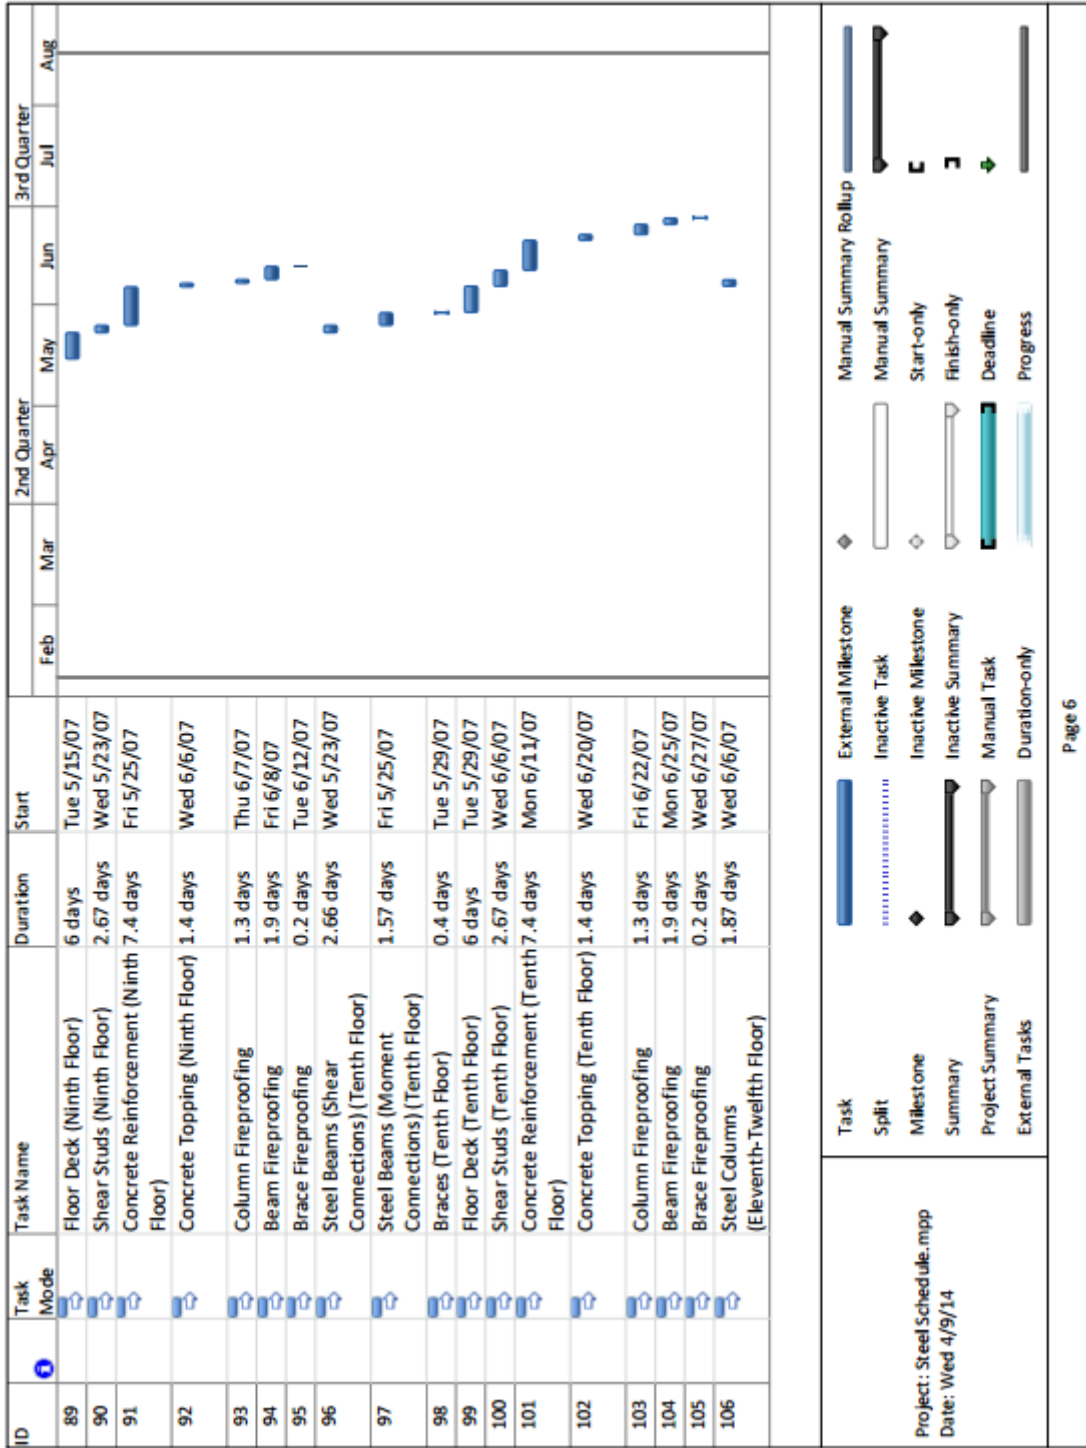 ID Task Mode Task Name Duration Start 2nd Quarter 3rd Quarter
Feb Mar Apr May Jun Jul Aug
89 Floor Deck (Ninth Floor) 6 days Tue 5/15/07
90 Shear Studs (Ninth Floor) 2.67 days Wed 5/23/07
91 Concrete Reinforcement (Ninth 7.4 days Fri 5/25/07
Floor)
92 Concrete Topping (Ninth Floor) 1.4 days Wed 6/6/07
93 Column Fireproofing 1.3 days Thu 6/7/07
94 Beam Fireproofing 1.9 days Fri 6/8/07
95 Brace Fireproofing 0.2 days Tue 6/12/07
96 Steel Beams (Shear 2.66 days Wed 5/23/07
Connections) (Tenth Floor)
97 Steel Beams (Moment 1.57 days Fri 5/25/07
Connections) (Tenth Floor)
98 Braces (Tenth Floor) 0.4 days Tue 5/29/07
99 Floor Deck (Tenth Floor) 6 days Tue 5/29/07
100 Shear Studs (Tenth Floor) 2.67 days Wed 6/6/07
101 Concrete Reinforcement (Tenth 7.4 days Mon 6/11/07
Floor)
102 Concrete Topping (Tenth Floor) 1.4 days Wed 6/20/07
103 Column Fireproofing 1.3 days Fri 6/22/07
104 Beam Fireproofing 1.9 days Mon 6/25/07
105 Brace Fireproofing 0.2 days Wed 6/27/07
106 Steel Columns 1.87 days Wed 6/6/07
(Eleventh-Twelfth Floor)
Project: Steel Schedule.mpp
Date: Wed 4/9/14
Task External Milestone Manual Summary Rollup
Split Inactive Task Manual Summary
Milestone Inactive Milestone Start-only
Summary Inactive Summary Finish-only
Project Summary Manual Task Deadline
External Tasks Duration-only Progress
Page 6